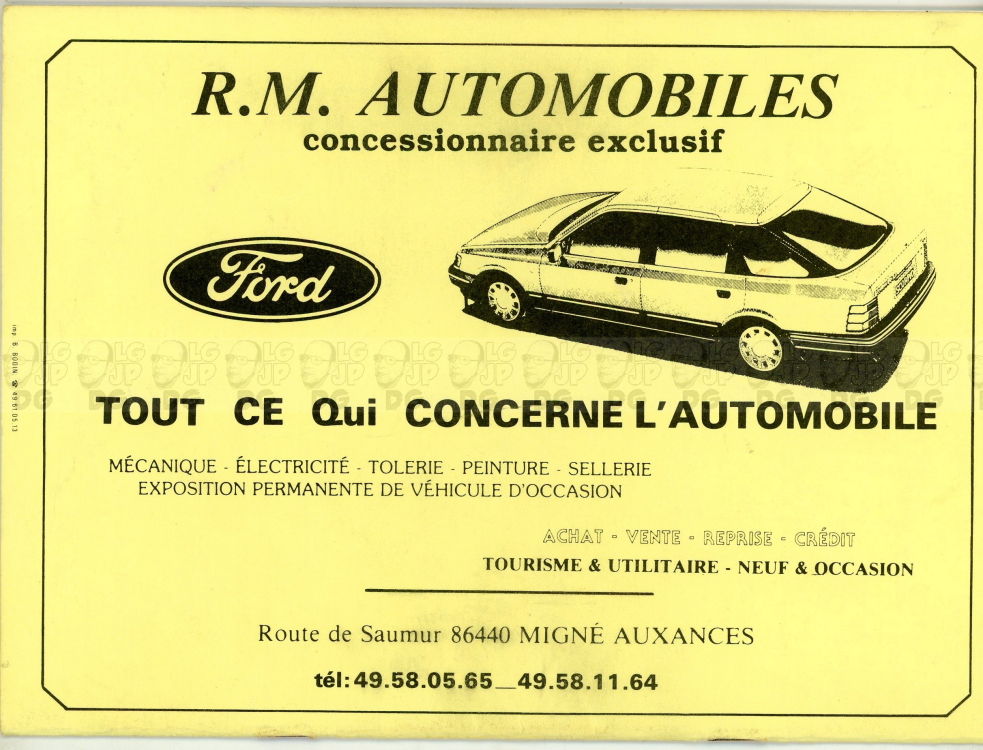 R.M. AUTOMOBILES
concessionnaire exclusif
Ford
TOUT CE Qui CONCERNE L'AUTOMOBILE
MÉCANIQUE - ÉLECTRICITÉ - TOLERIE - PEINTURE - SELLERIE
EXPOSITION PERMANENTE DE VÉHICULE D'OCCASION
ACHAT - VENTE - REPRISE - CRÉDIT
TOURISME & UTILITAIRE - NEUF & OCCASION
Route de Saumur 86440 MIGNÉ AUXANCES
tél: 49.58.05.65_49.58.11.64